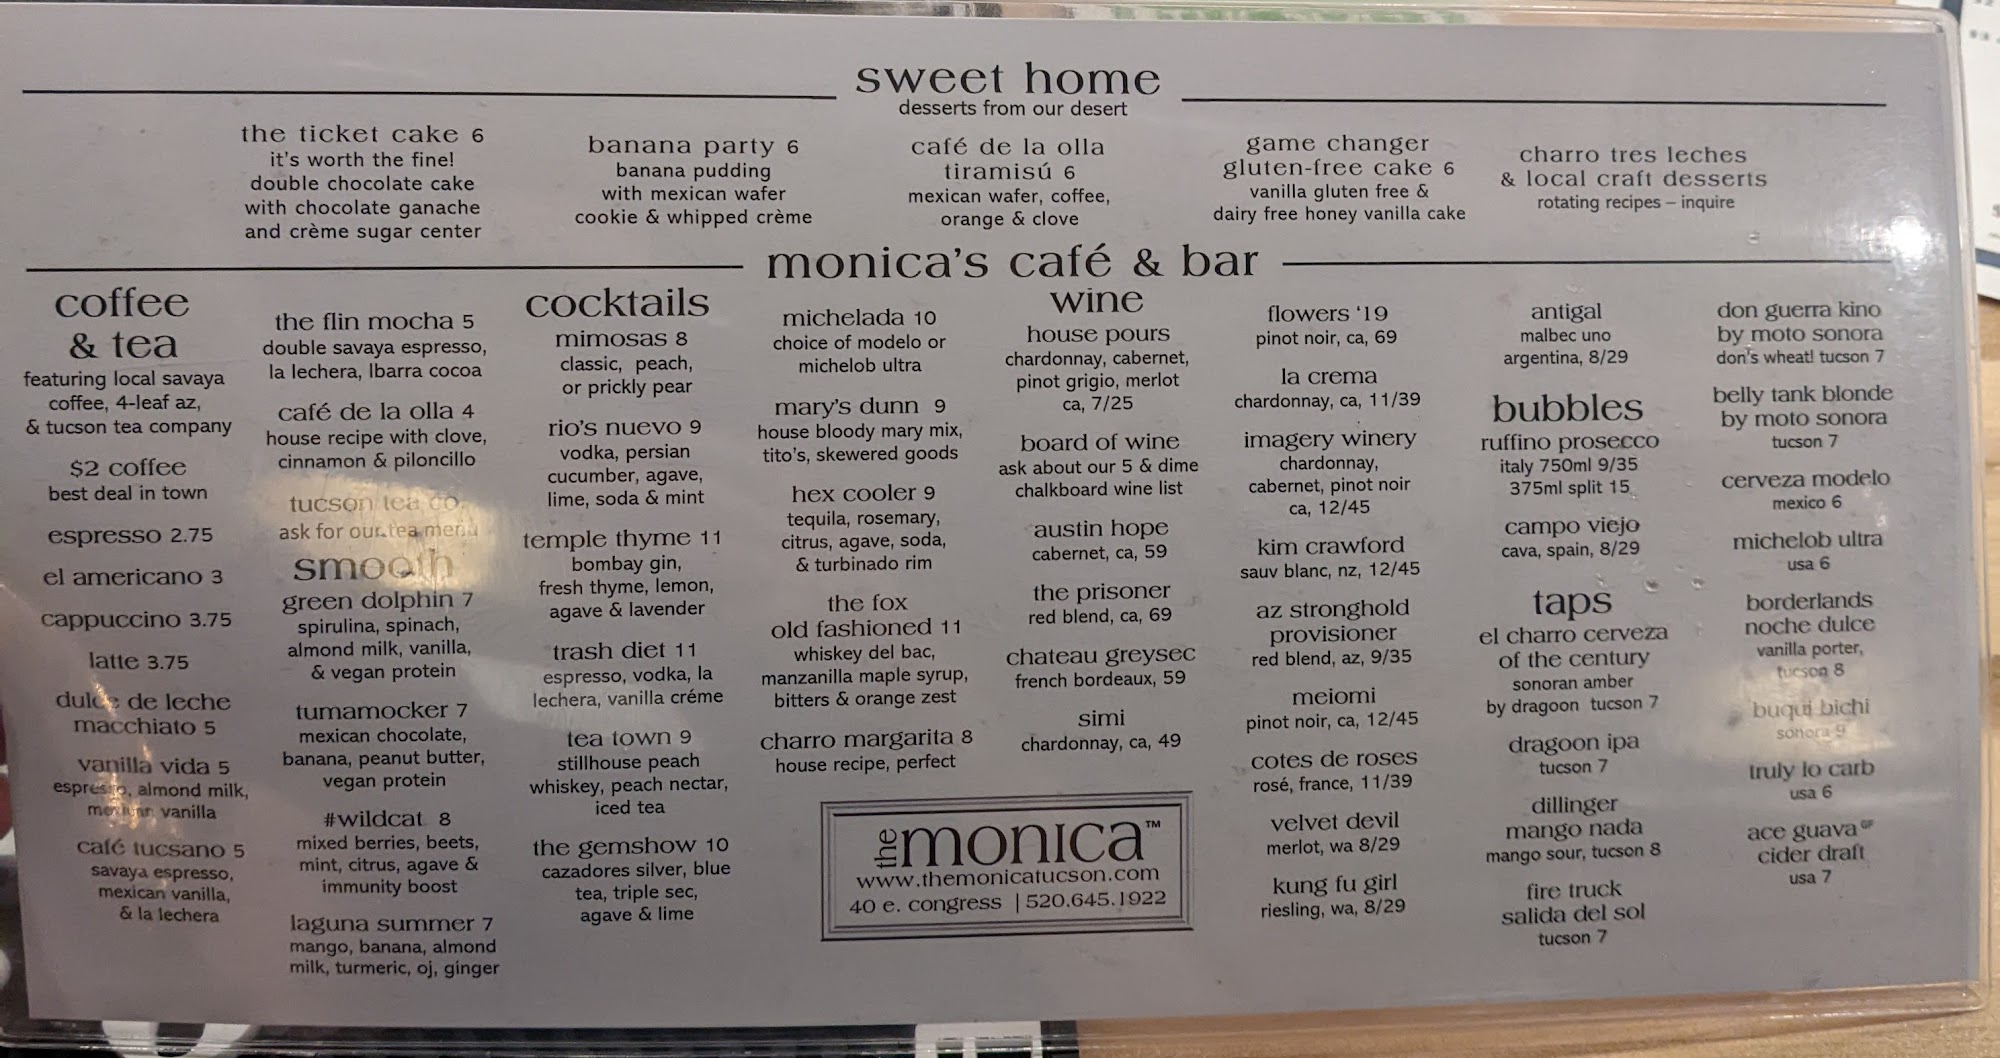 sweet home
desserts from our desert
the ticket cake 6
it's worth the fine!
double chocolate cake
with chocolate ganache
and crème sugar center
banana party 6
banana pudding
with mexican wafer
cookie & whipped crème
café de la olla
tiramisú 6
mexican wafer, coffee,
orange & clove
game changer
gluten-free cake 6
vanilla gluten free &
dairy free honey vanilla cake
charro tres leches
& local craft desserts
rotating recipes – inquire
monica's café & bar
coffee
& tea
featuring local savaya
coffee, 4-leaf az,
& tucson tea company
$2 coffee
best deal in town
espresso 2.75
el americano 3
cappuccino 3.75
latte 3.75
dulce de leche
macchiato 5
vanilla vida 5
espresso, almond milk,
mexican vanilla
café tucsano 5
savaya espresso,
mexican vanilla,
& la lechera
the flin mocha 5
double savaya espresso,
la lechera, Ibarra cocoa
café de la olla 4
house recipe with clove,
cinnamon & piloncillo
tucson tea co.
ask for our tea menu
smooth
green dolphin 7
spirulina, spinach,
almond milk, vanilla,
& vegan protein
tumamocker 7
mexican chocolate,
banana, peanut butter,
vegan protein
#wildcat 8
mixed berries, beets,
mint, citrus, agave &
immunity boost
laguna summer 7
mango, banana, almond
milk, turmeric, oj, ginger
cocktails
mimosas 8
classic, peach,
or prickly pear
rio's nuevo 9
vodka, persian
cucumber, agave,
lime, soda & mint
temple thyme 11
bombay gin,
fresh thyme, lemon,
agave & lavender
trash diet 11
espresso, vodka, la
lechera, vanilla créme
tea town 9
stillhouse peach
whiskey, peach nectar,
iced tea
the gemshow 10
cazadores silver, blue
tea, triple sec,
agave & lime
michelada 10
choice of modelo or
michelob ultra
mary's dunn 9
house bloody mary mix,
tito's, skewered goods
hex cooler 9
tequila, rosemary,
citrus, agave, soda,
& turbinado rim
the fox
old fashioned 11
whiskey del bac,
manzanilla maple syrup,
bitters & orange zest
charro margarita 8
house recipe, perfect
wine
house pours
chardonnay, cabernet,
pinot grigio, merlot
ca, 7/25
board of wine
ask about our 5 & dime
chalkboard wine list
austin hope
cabernet, ca, 59
the prisoner
red blend, ca, 69
chateau greysec
french bordeaux, 59
simi
chardonnay, ca, 49
the monica™
www.themonicatucson.com
40 e. congress | 520.645.1922
flowers '19
pinot noir, ca, 69
la crema
chardonnay, ca, 11/39
imagery winery
chardonnay,
cabernet, pinot noir
ca, 12/45
kim crawford
sauv blanc, nz, 12/45
az stronghold
provisioner
red blend, az, 9/35
meiomi
pinot noir, ca, 12/45
cotes de roses
rosé, france, 11/39
velvet devil
merlot, wa 8/29
kung fu girl
riesling, wa, 8/29
antigal
malbec uno
argentina, 8/29
bubbles
ruffino prosecco
italy 750ml 9/35
375ml split 15
campo viejo
cava, spain, 8/29
taps
el charro cerveza
of the century
sonoran amber
by dragoon tucson 7
dragoon ipa
tucson 7
dillinger
mango nada
mango sour, tucson 8
fire truck
salida del sol
tucson 7
don guerra kino
by moto sonora
don's wheat! tucson 7
belly tank blonde
by moto sonora
tucson 7
cerveza modelo
mexico 6
michelob ultra
usa 6
borderlands
noche dulce
vanilla porter,
tucson 8
buqui bichi
sonora 9
truly lo carb
usa 6
ace guava GF
cider draft
usa 7